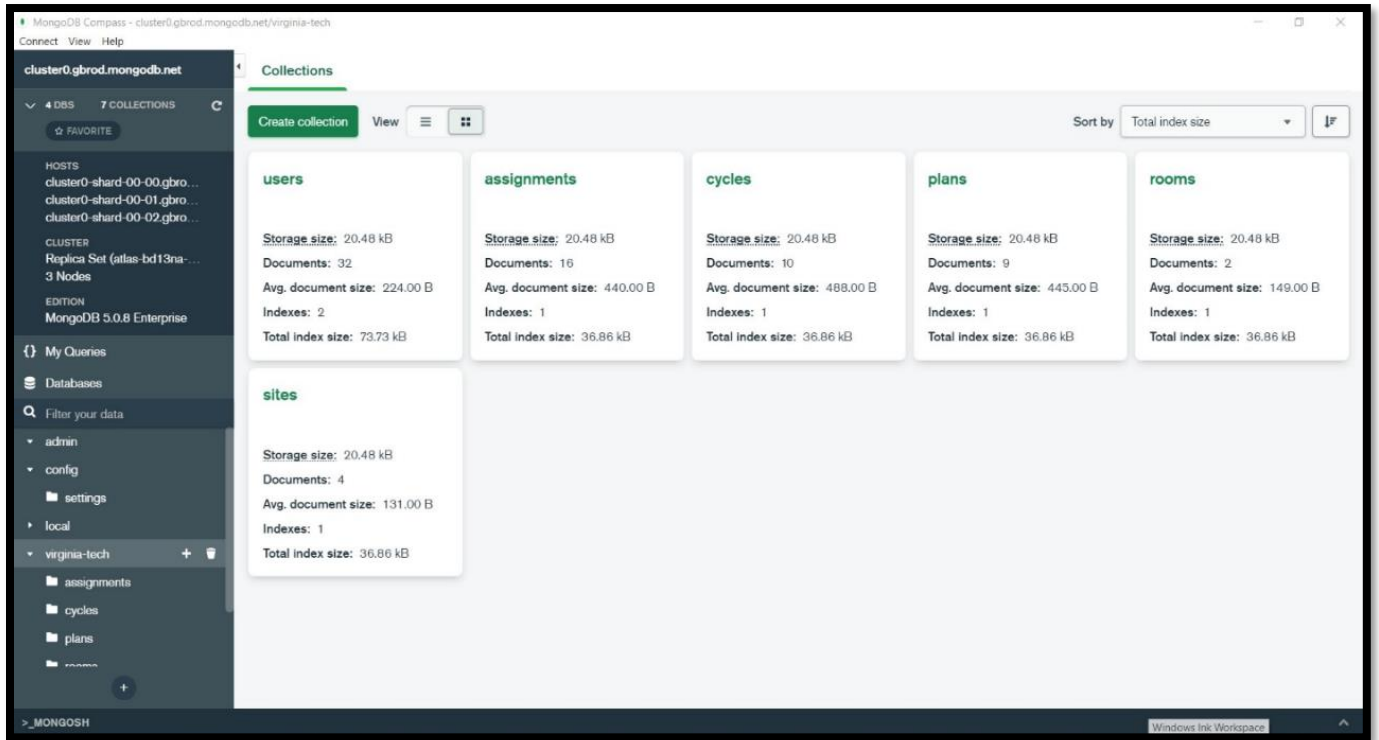 MongoDB Compass - cluster0.gbrod.mongodb.net/virginia-tech
Connect View Help
cluster0.gbrod.mongodb.net
4 DBS 7 COLLECTIONS
FAVORITE
HOSTS
cluster0-shard-00-00.gbro...
cluster0-shard-00-01.gbro...
cluster0-shard-00-02.gbro...
CLUSTER
Replica Set (atlas-bd13na-...
3 Nodes
EDITION
MongoDB 5.0.8 Enterprise
{} My Queries
Databases
Filter your data
admin
config
settings
local
virginia-tech
assignments
cycles
plans
rooms
>_MONGOSH
Collections
Create collection View Sort by Total index size
users
Storage size: 20.48 kB
Documents: 32
Avg. document size: 224.00 B
Indexes: 2
Total index size: 73.73 kB
assignments
Storage size: 20.48 kB
Documents: 16
Avg. document size: 440.00 B
Indexes: 1
Total index size: 36.86 kB
cycles
Storage size: 20.48 kB
Documents: 10
Avg. document size: 488.00 B
Indexes: 1
Total index size: 36.86 kB
plans
Storage size: 20.48 kB
Documents: 9
Avg. document size: 445.00 B
Indexes: 1
Total index size: 36.86 kB
rooms
Storage size: 20.48 kB
Documents: 2
Avg. document size: 149.00 B
Indexes: 1
Total index size: 36.86 kB
sites
Storage size: 20.48 kB
Documents: 4
Avg. document size: 131.00 B
Indexes: 1
Total index size: 36.86 kB
Windows Ink Workspace